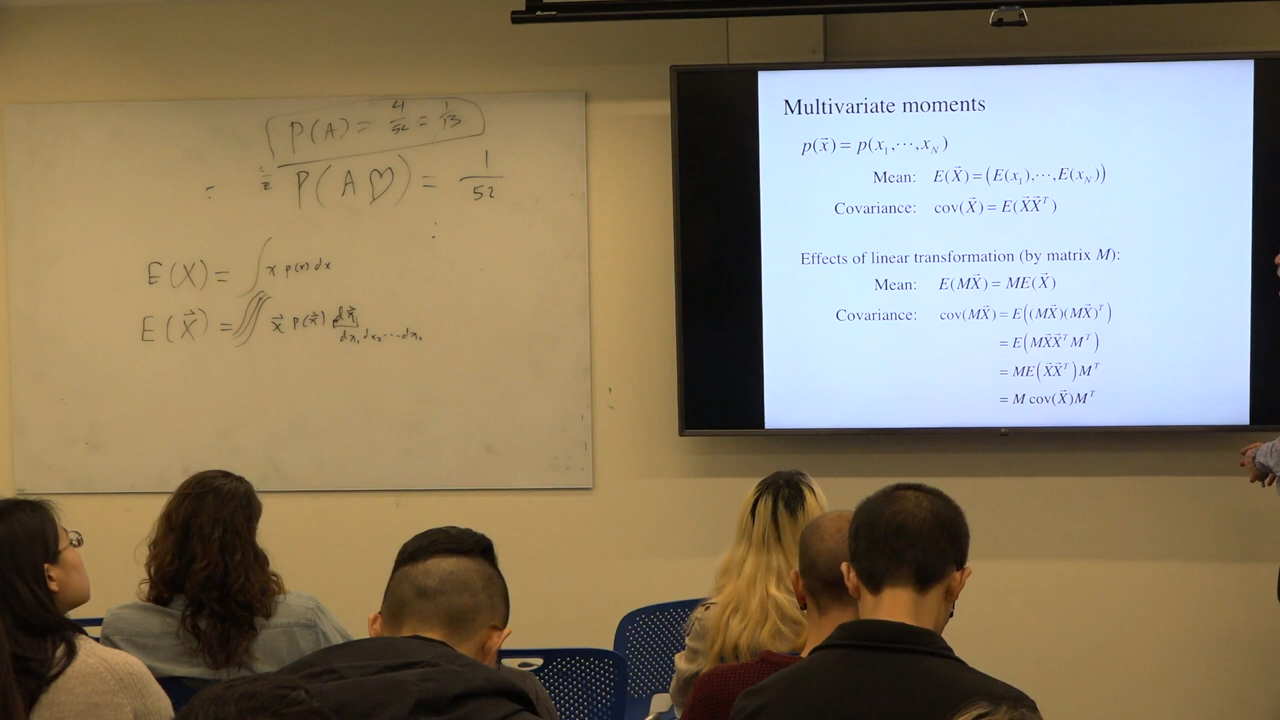 P(A) = 4/52 = 1/13
P(A♡) = 1/52
E(X) = ∫ x p(x) dx
E(X⃗) = ∫∫∫ x⃗ p(x⃗) dx⃗
dx₁ dx₂ ... dxₙ
Multivariate moments
p(x⃗) = p(x₁, ⋯, x_N)
Mean: E(X⃗) = (E(x₁), ⋯, E(x_N))
Covariance: cov(X⃗) = E(X⃗X⃗ᵀ)
Effects of linear transformation (by matrix M):
Mean: E(MX⃗) = ME(X⃗)
Covariance: cov(MX⃗) = E((MX⃗)(MX⃗)ᵀ)
= E(MX⃗X⃗ᵀMᵀ)
= ME(X⃗X⃗ᵀ)Mᵀ
= M cov(X⃗)Mᵀ